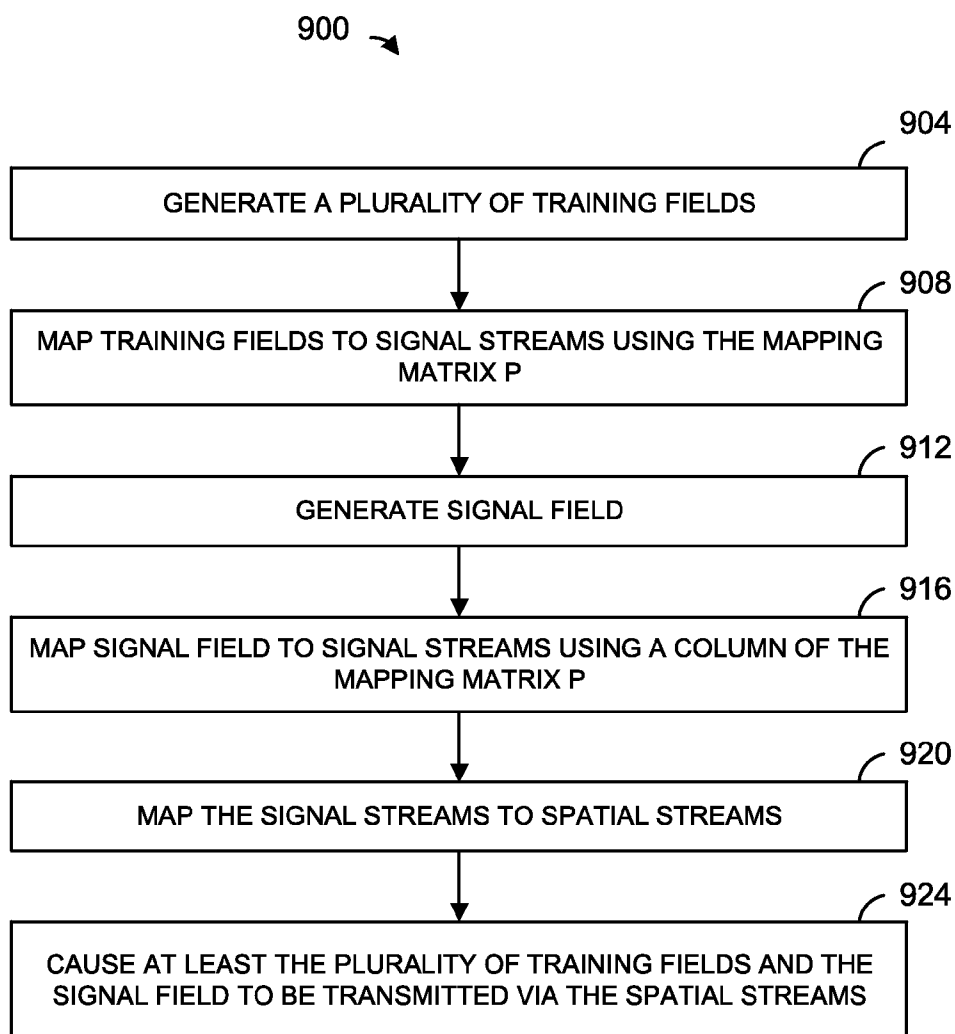 900
904
GENERATE A PLURALITY OF TRAINING FIELDS
908
MAP TRAINING FIELDS TO SIGNAL STREAMS USING THE MAPPING
MATRIX P
912
GENERATE SIGNAL FIELD
916
MAP SIGNAL FIELD TO SIGNAL STREAMS USING A COLUMN OF THE
MAPPING MATRIX P
920
MAP THE SIGNAL STREAMS TO SPATIAL STREAMS
924
CAUSE AT LEAST THE PLURALITY OF TRAINING FIELDS AND THE
SIGNAL FIELD TO BE TRANSMITTED VIA THE SPATIAL STREAMS